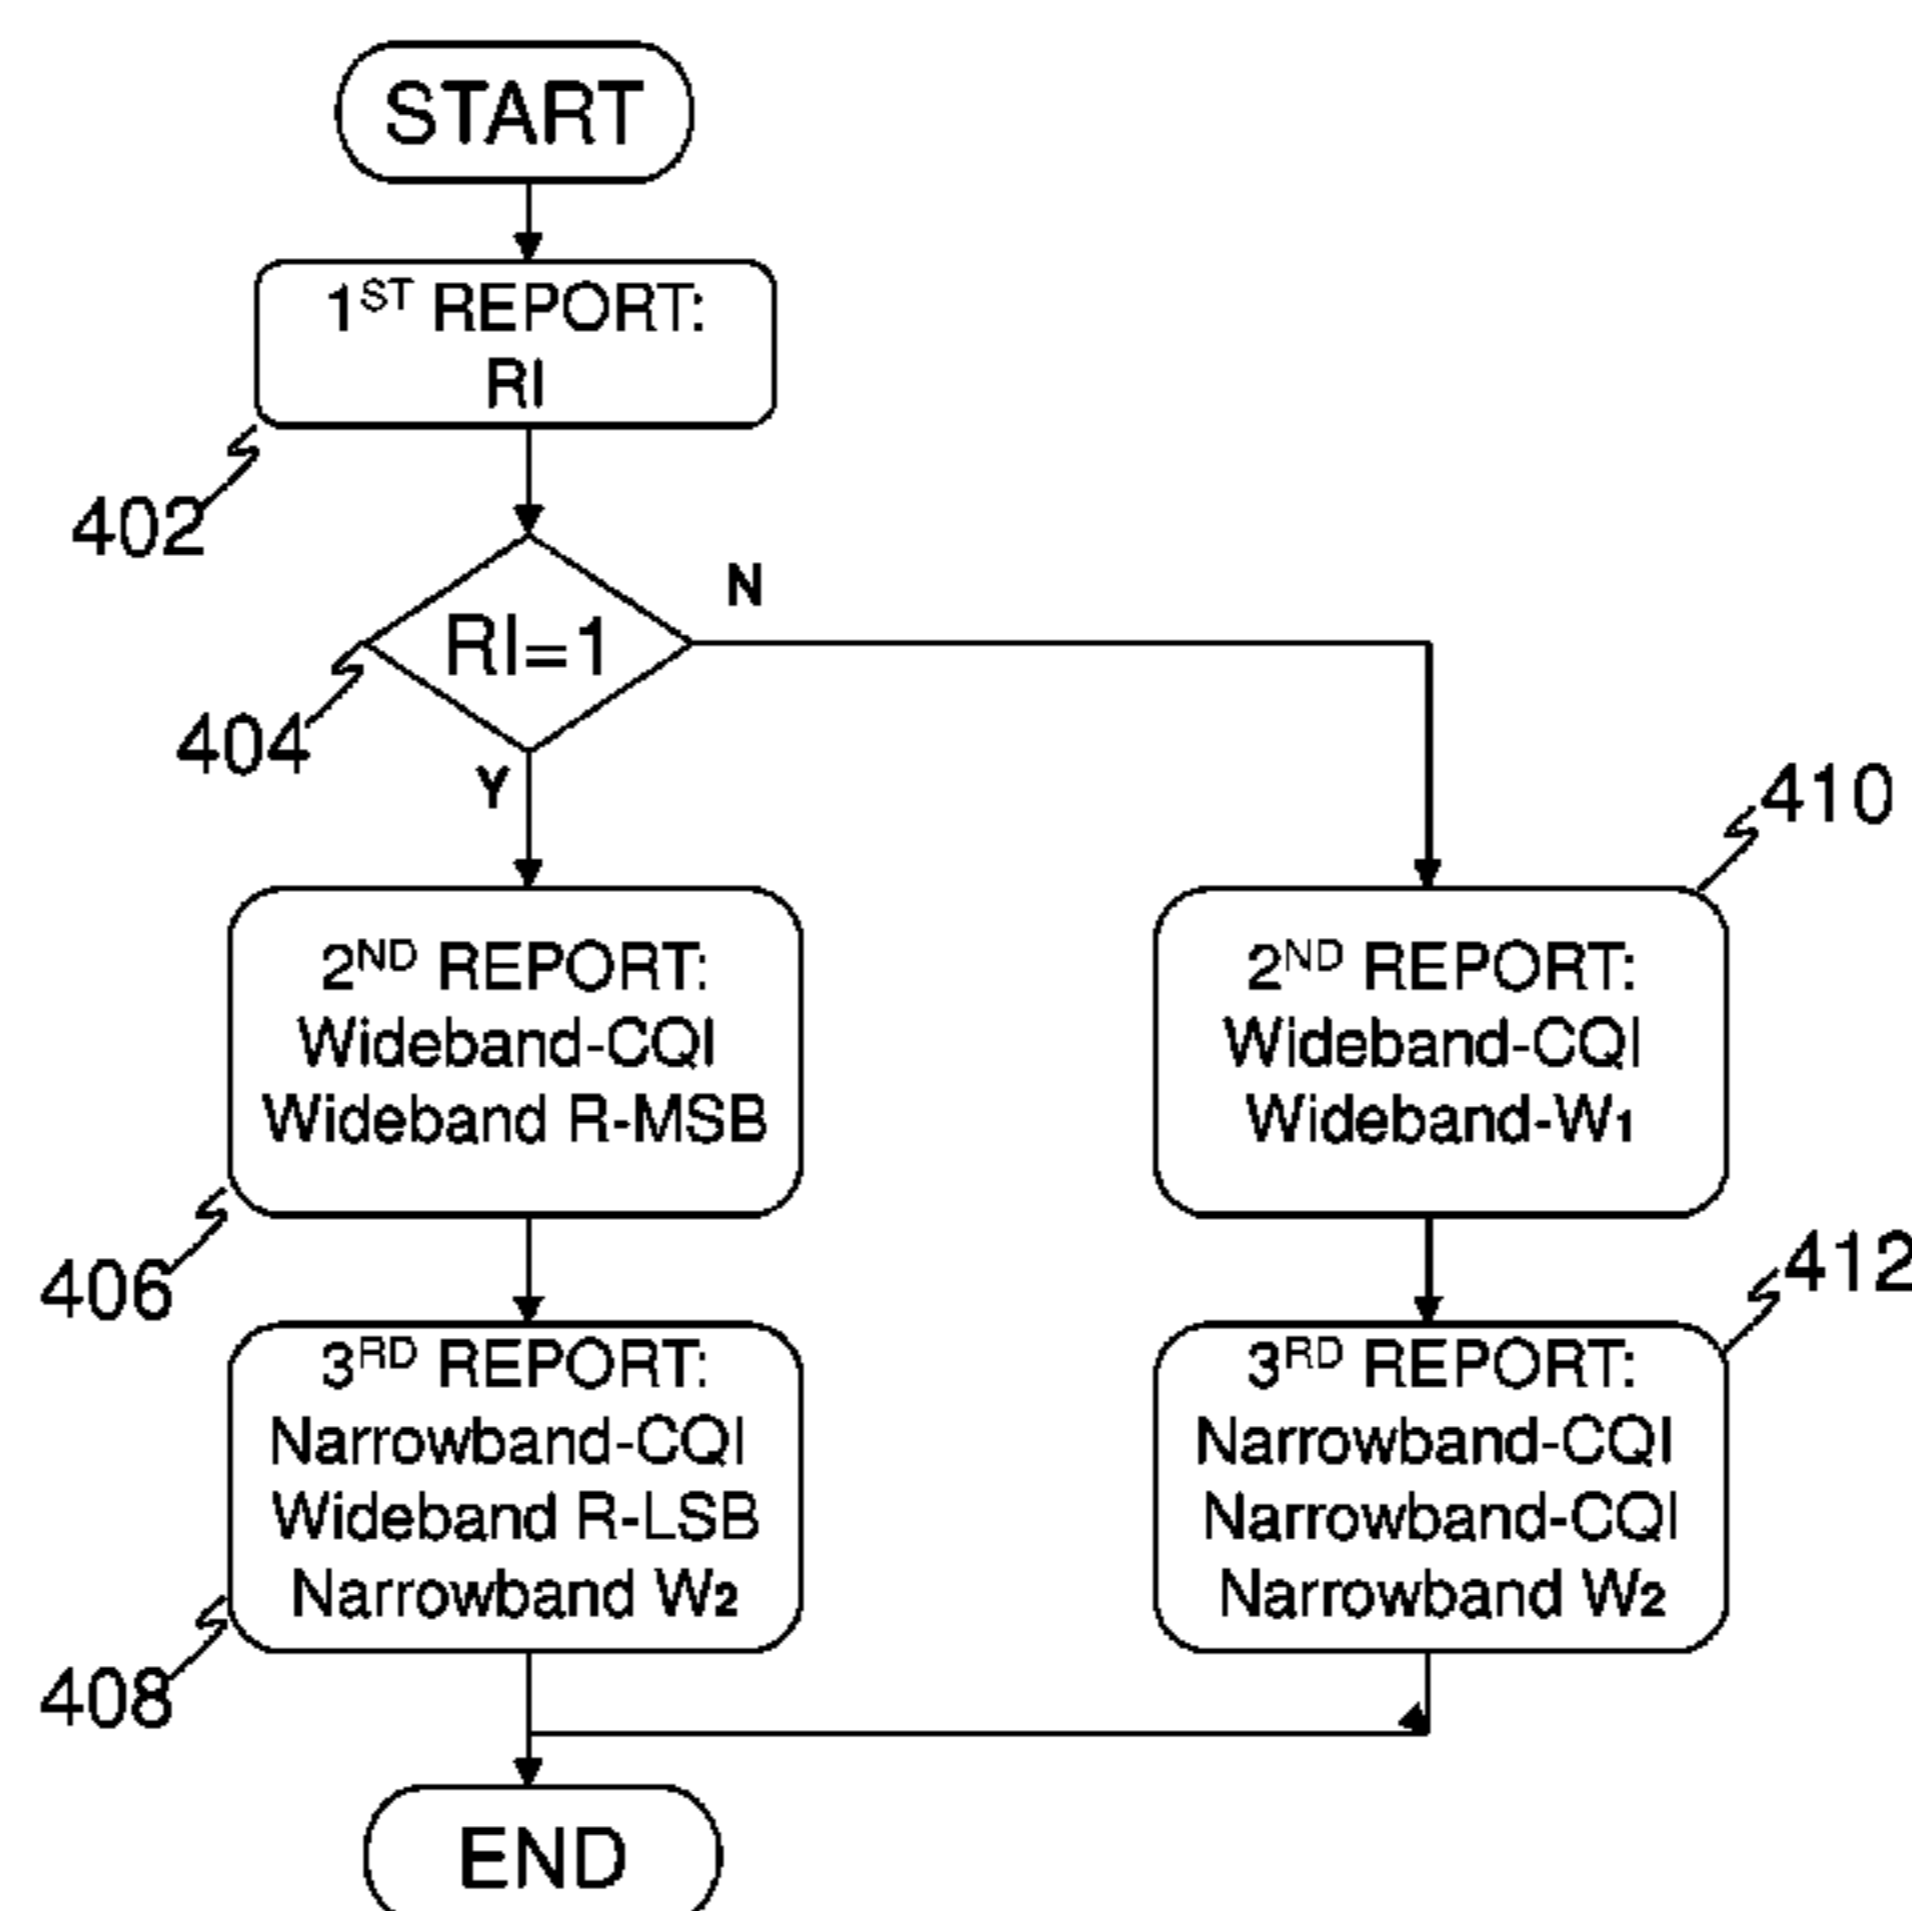 START
1ST REPORT:
RI
402
RI=1
N
404
Y
410
2ND REPORT:
Wideband-CQI
Wideband R-MSB
406
2ND REPORT:
Wideband-CQI
Wideband-W1
412
3RD REPORT:
Narrowband-CQI
Wideband R-LSB
Narrowband W2
408
3RD REPORT:
Narrowband-CQI
Narrowband-CQI
Narrowband W2
END